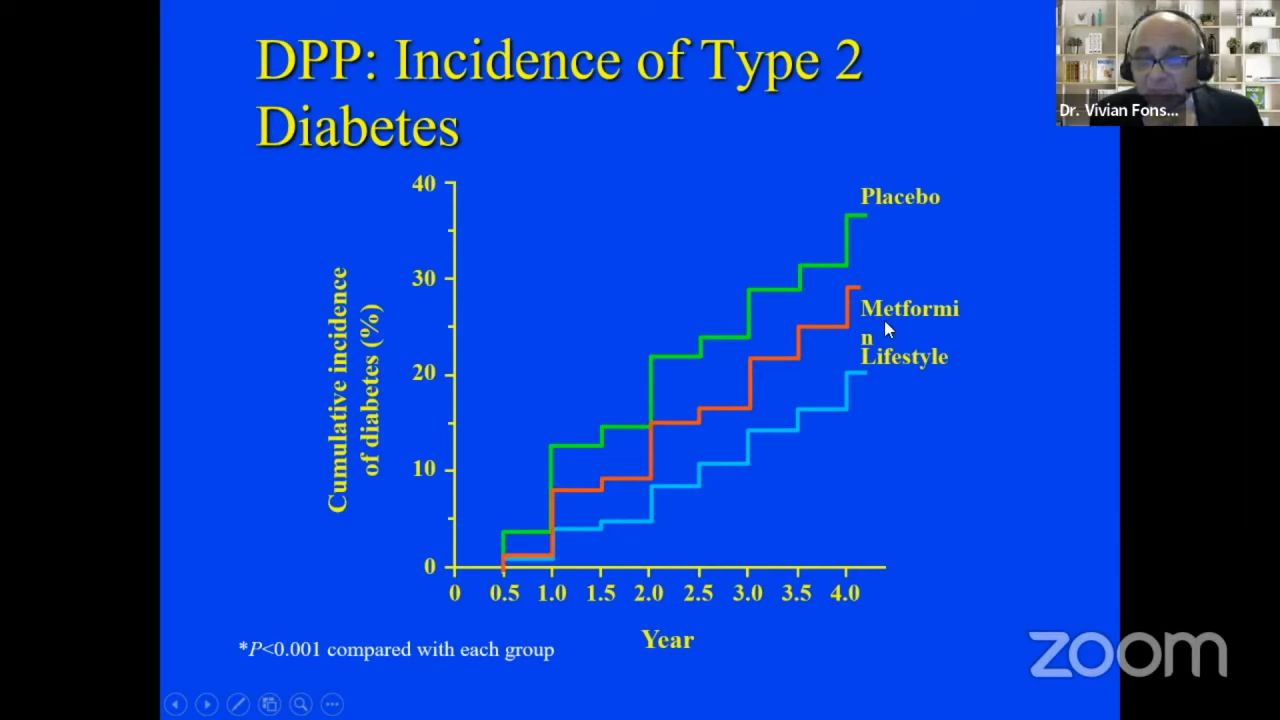 DPP: Incidence of Type 2
Diabetes
Dr. Vivian Fons...
40
30
20
10
0
Cumulative incidence
of diabetes (%)
Placebo
Metformi
n
Lifestyle
0 0.5 1.0 1.5 2.0 2.5 3.0 3.5 4.0
Year
*P<0.001 compared with each group
zoom